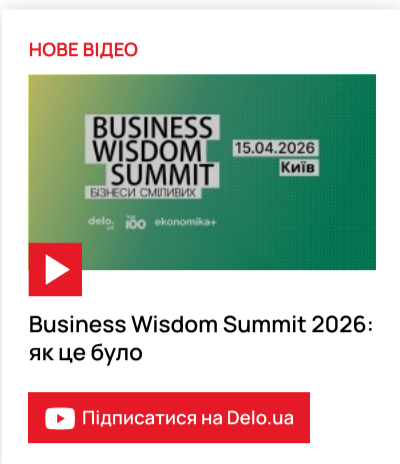 НОВЕ ВІДЕО
BUSINESS
WISDOM
SUMMIT
БІЗНЕСИ СМІЛИВИХ
15.04.2026
Київ
delo.ua
ТОП 100
ekonomika+
Business Wisdom Summit 2026:
як це було
Підписатися на Delo.ua